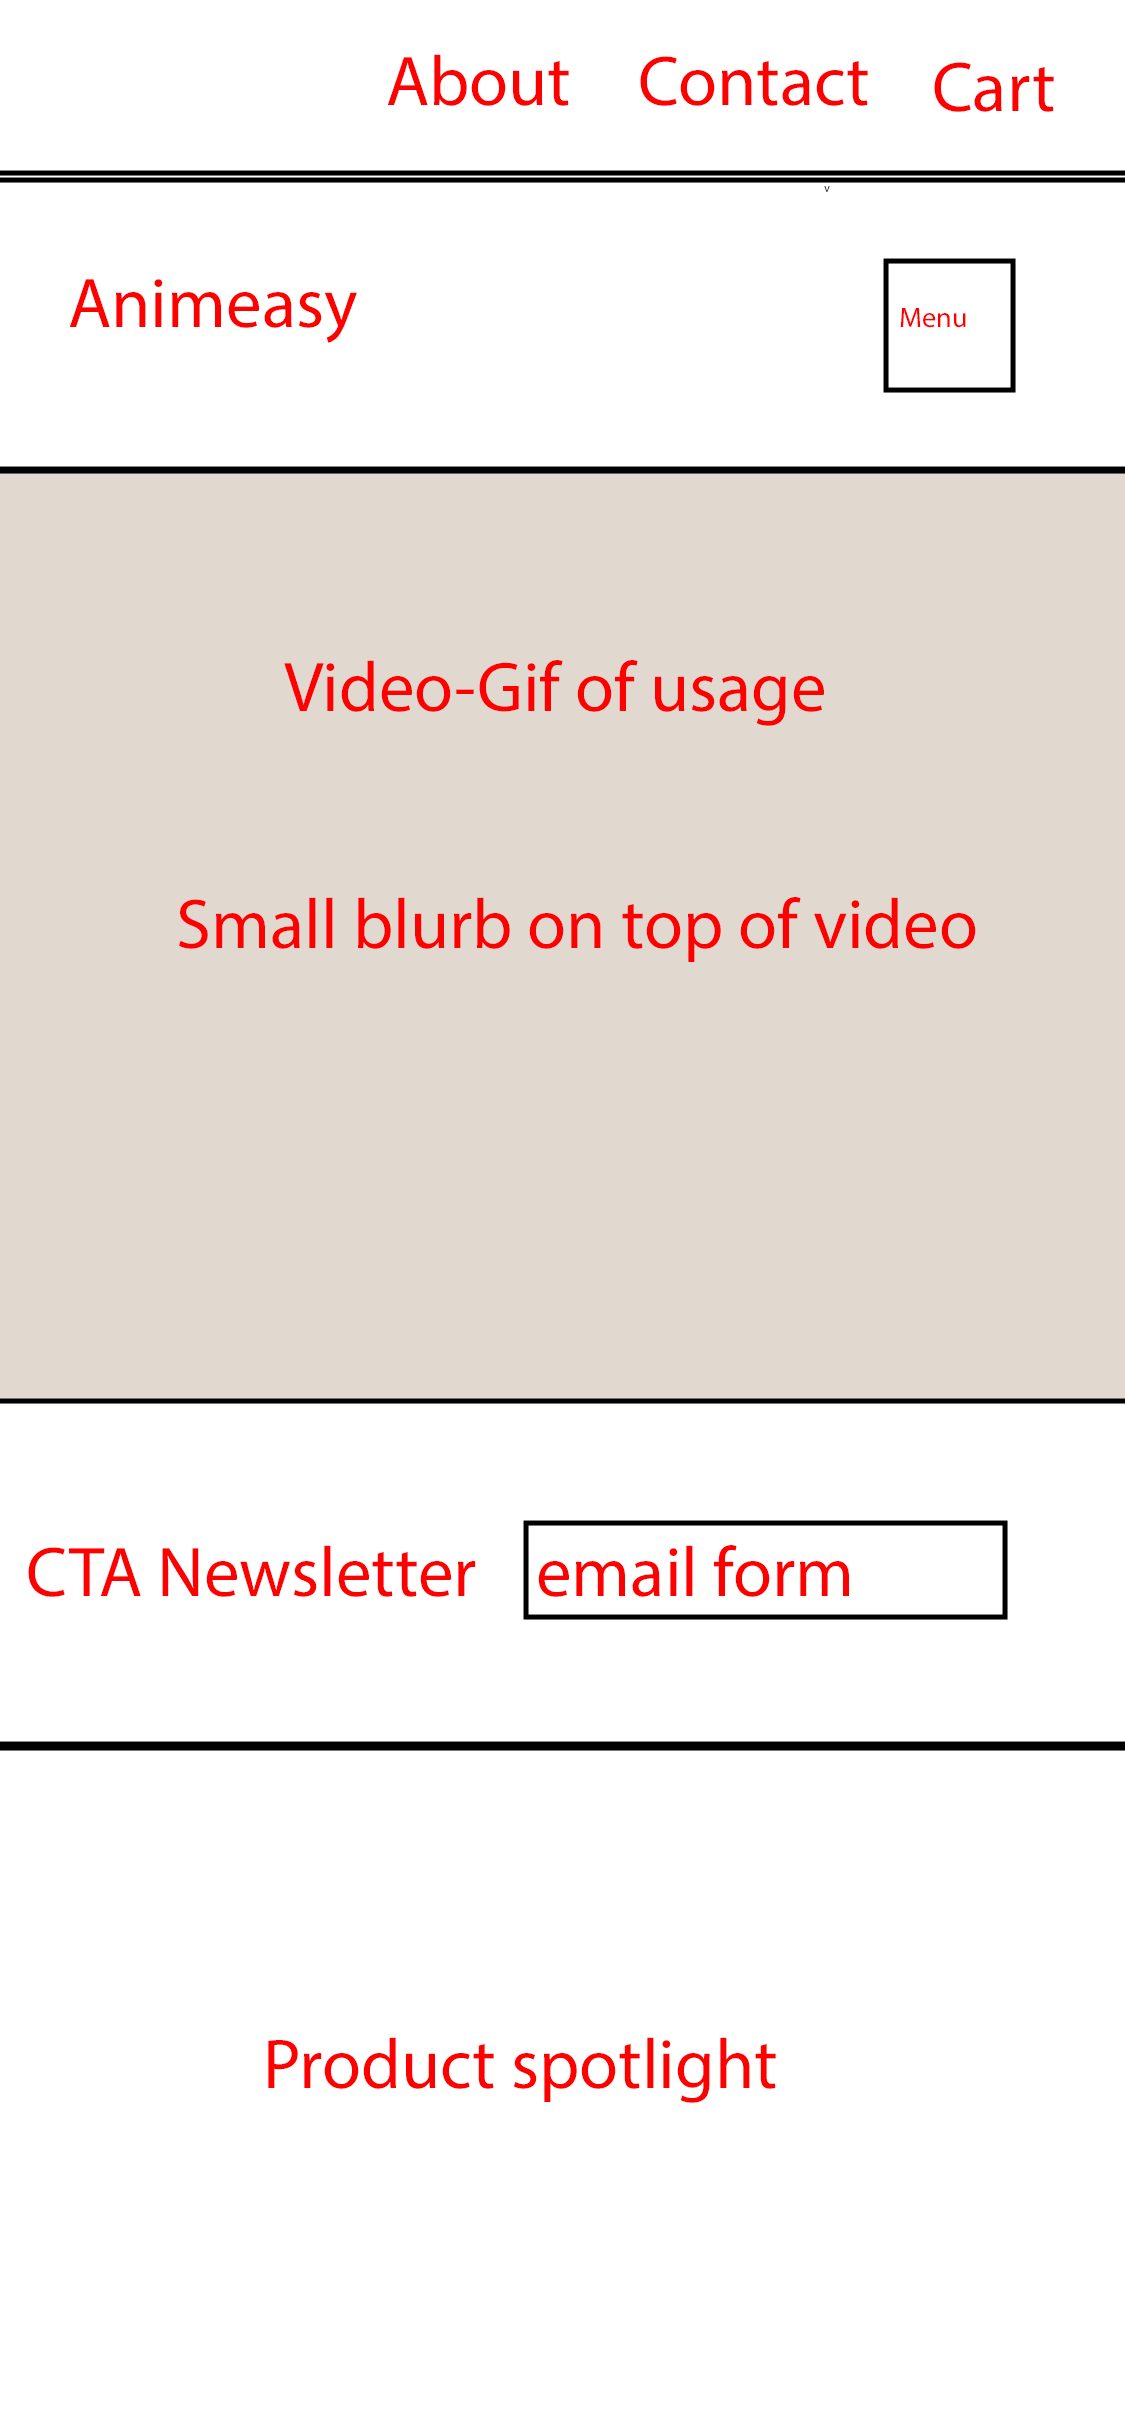 About Contact Cart
v
Animeasy
Menu
Video-Gif of usage
Small blurb on top of video
CTA Newsletter email form
Product spotlight